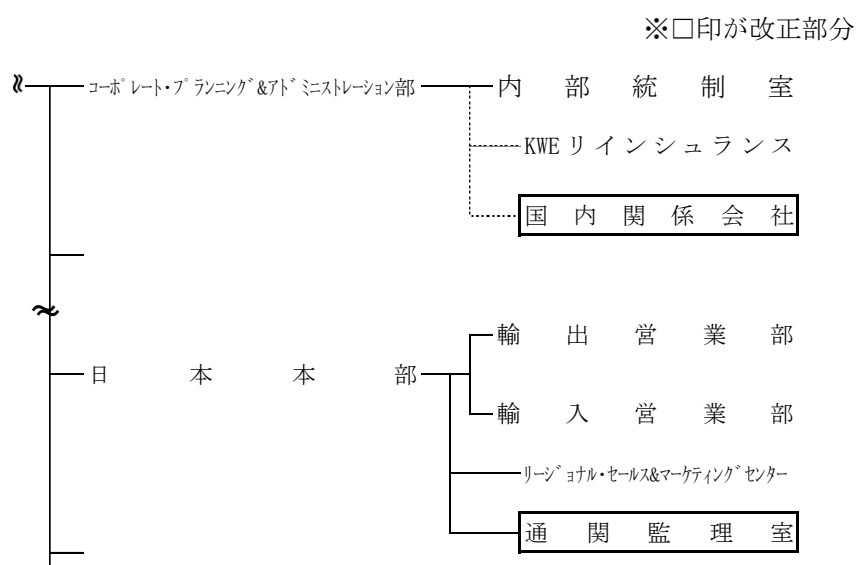 ※□印が改正部分
コーポレート・プランニング&アドミニストレーション部 内部統制室
KWEリインシュランス
国内関係会社
輸出営業部
日本本部
輸入営業部
リージョナル・セールス&マーケティングセンター
通関監理室